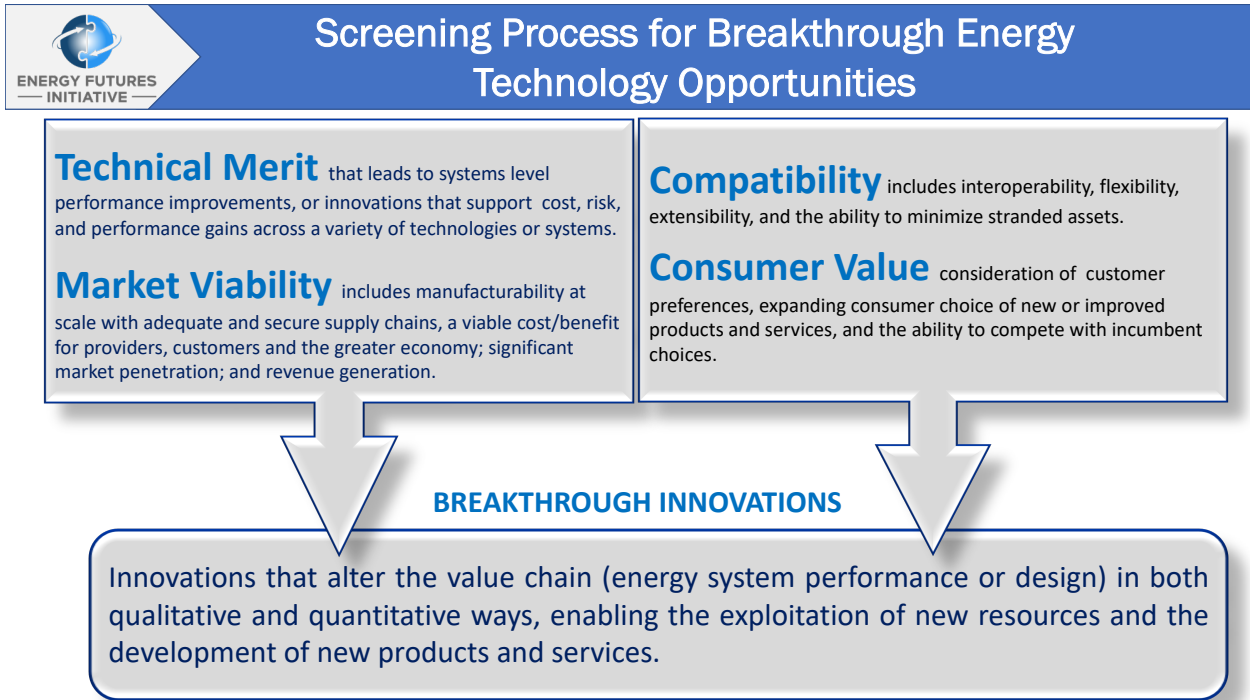 ENERGY FUTURES
INITIATIVE
Screening Process for Breakthrough Energy
Technology Opportunities
Technical Merit that leads to systems level
performance improvements, or innovations that support cost, risk,
and performance gains across a variety of technologies or systems.
Market Viability includes manufacturability at
scale with adequate and secure supply chains, a viable cost/benefit
for providers, customers and the greater economy; significant
market penetration; and revenue generation.
Compatibility includes interoperability, flexibility,
extensibility, and the ability to minimize stranded assets.
Consumer Value consideration of customer
preferences, expanding consumer choice of new or improved
products and services, and the ability to compete with incumbent
choices.
BREAKTHROUGH INNOVATIONS
Innovations that alter the value chain (energy system performance or design) in both
qualitative and quantitative ways, enabling the exploitation of new resources and the
development of new products and services.